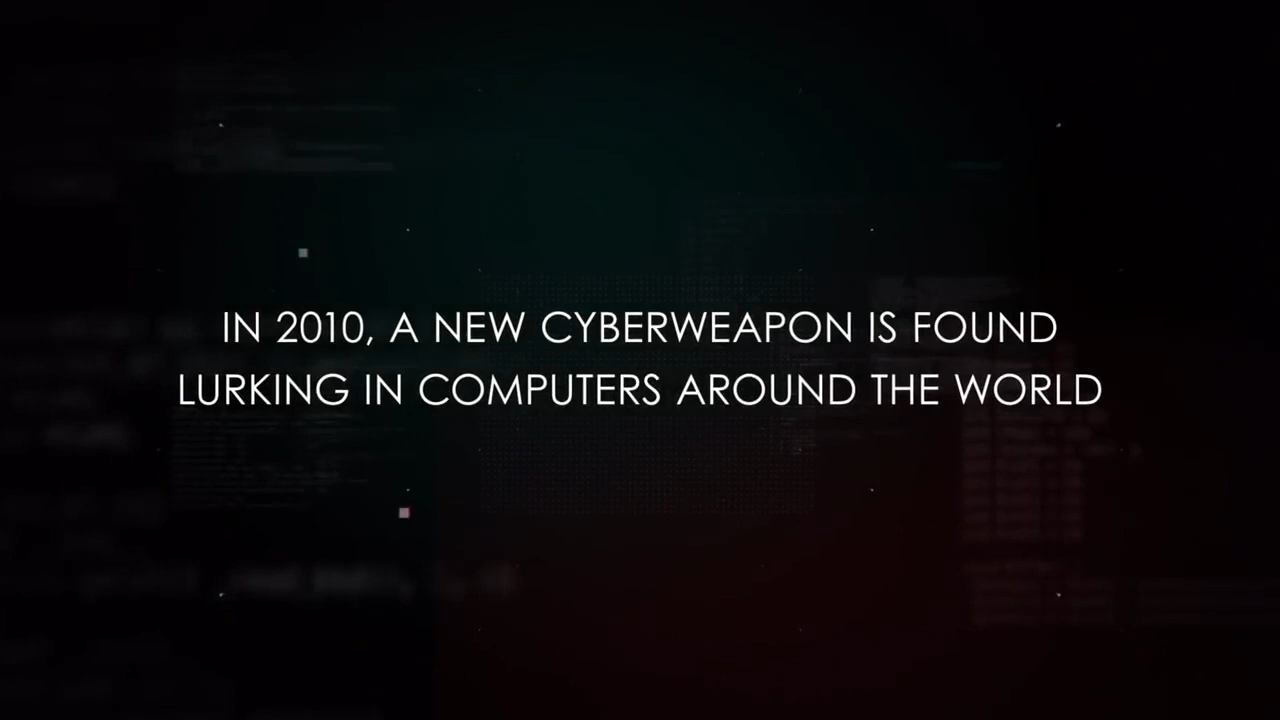 IN 2010, A NEW CYBERWEAPON IS FOUND
LURKING IN COMPUTERS AROUND THE WORLD